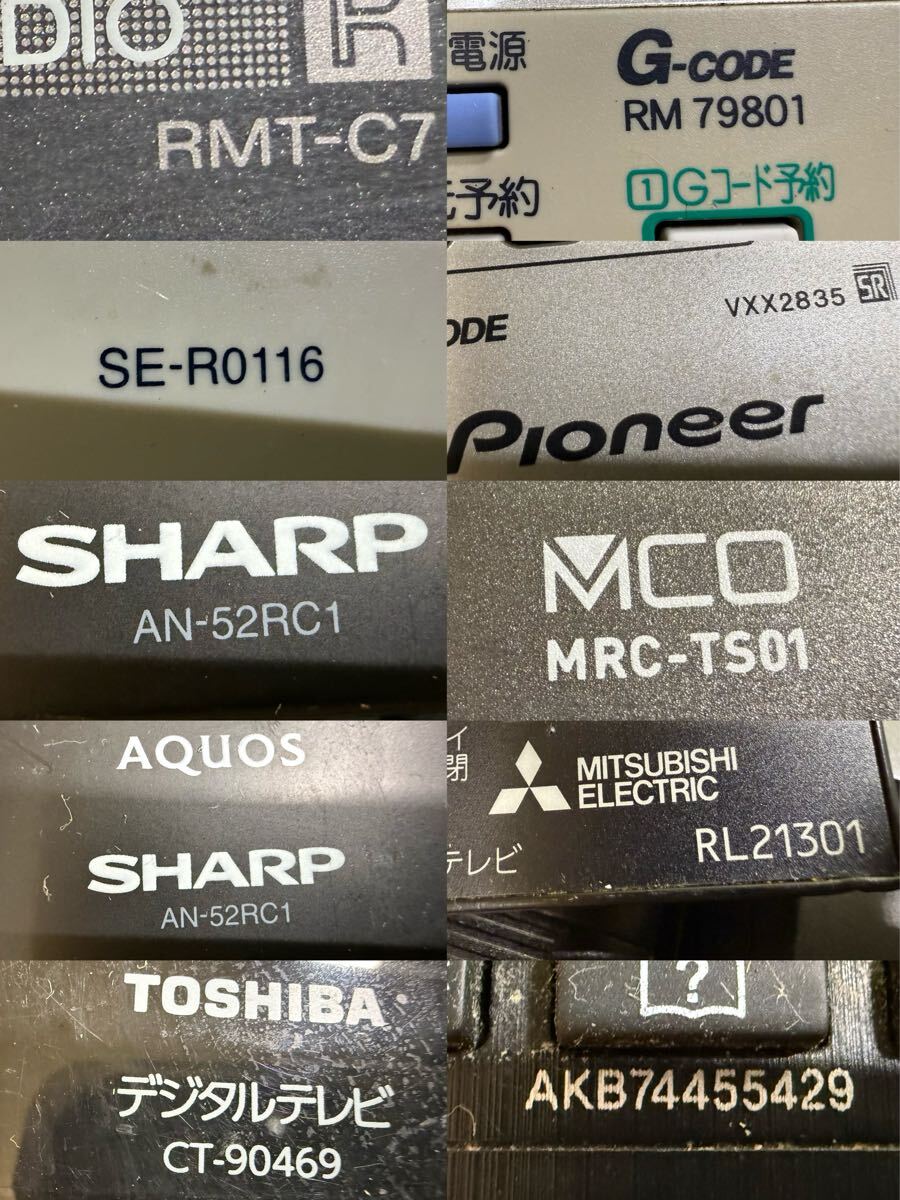 DIO R
RMT-C7
電源
G-CODE
RM 79801
予約
1 Gコード予約
SE-R0116
ODE
VXX2835 SR
Pioneer
SHARP
AN-52RC1
MCO
MRC-TS01
AQUOS
SHARP
AN-52RC1
イ
閉
MITSUBISHI
ELECTRIC
テレビ
RL21301
TOSHIBA
デジタルテレビ
CT-90469
?
AKB74455429